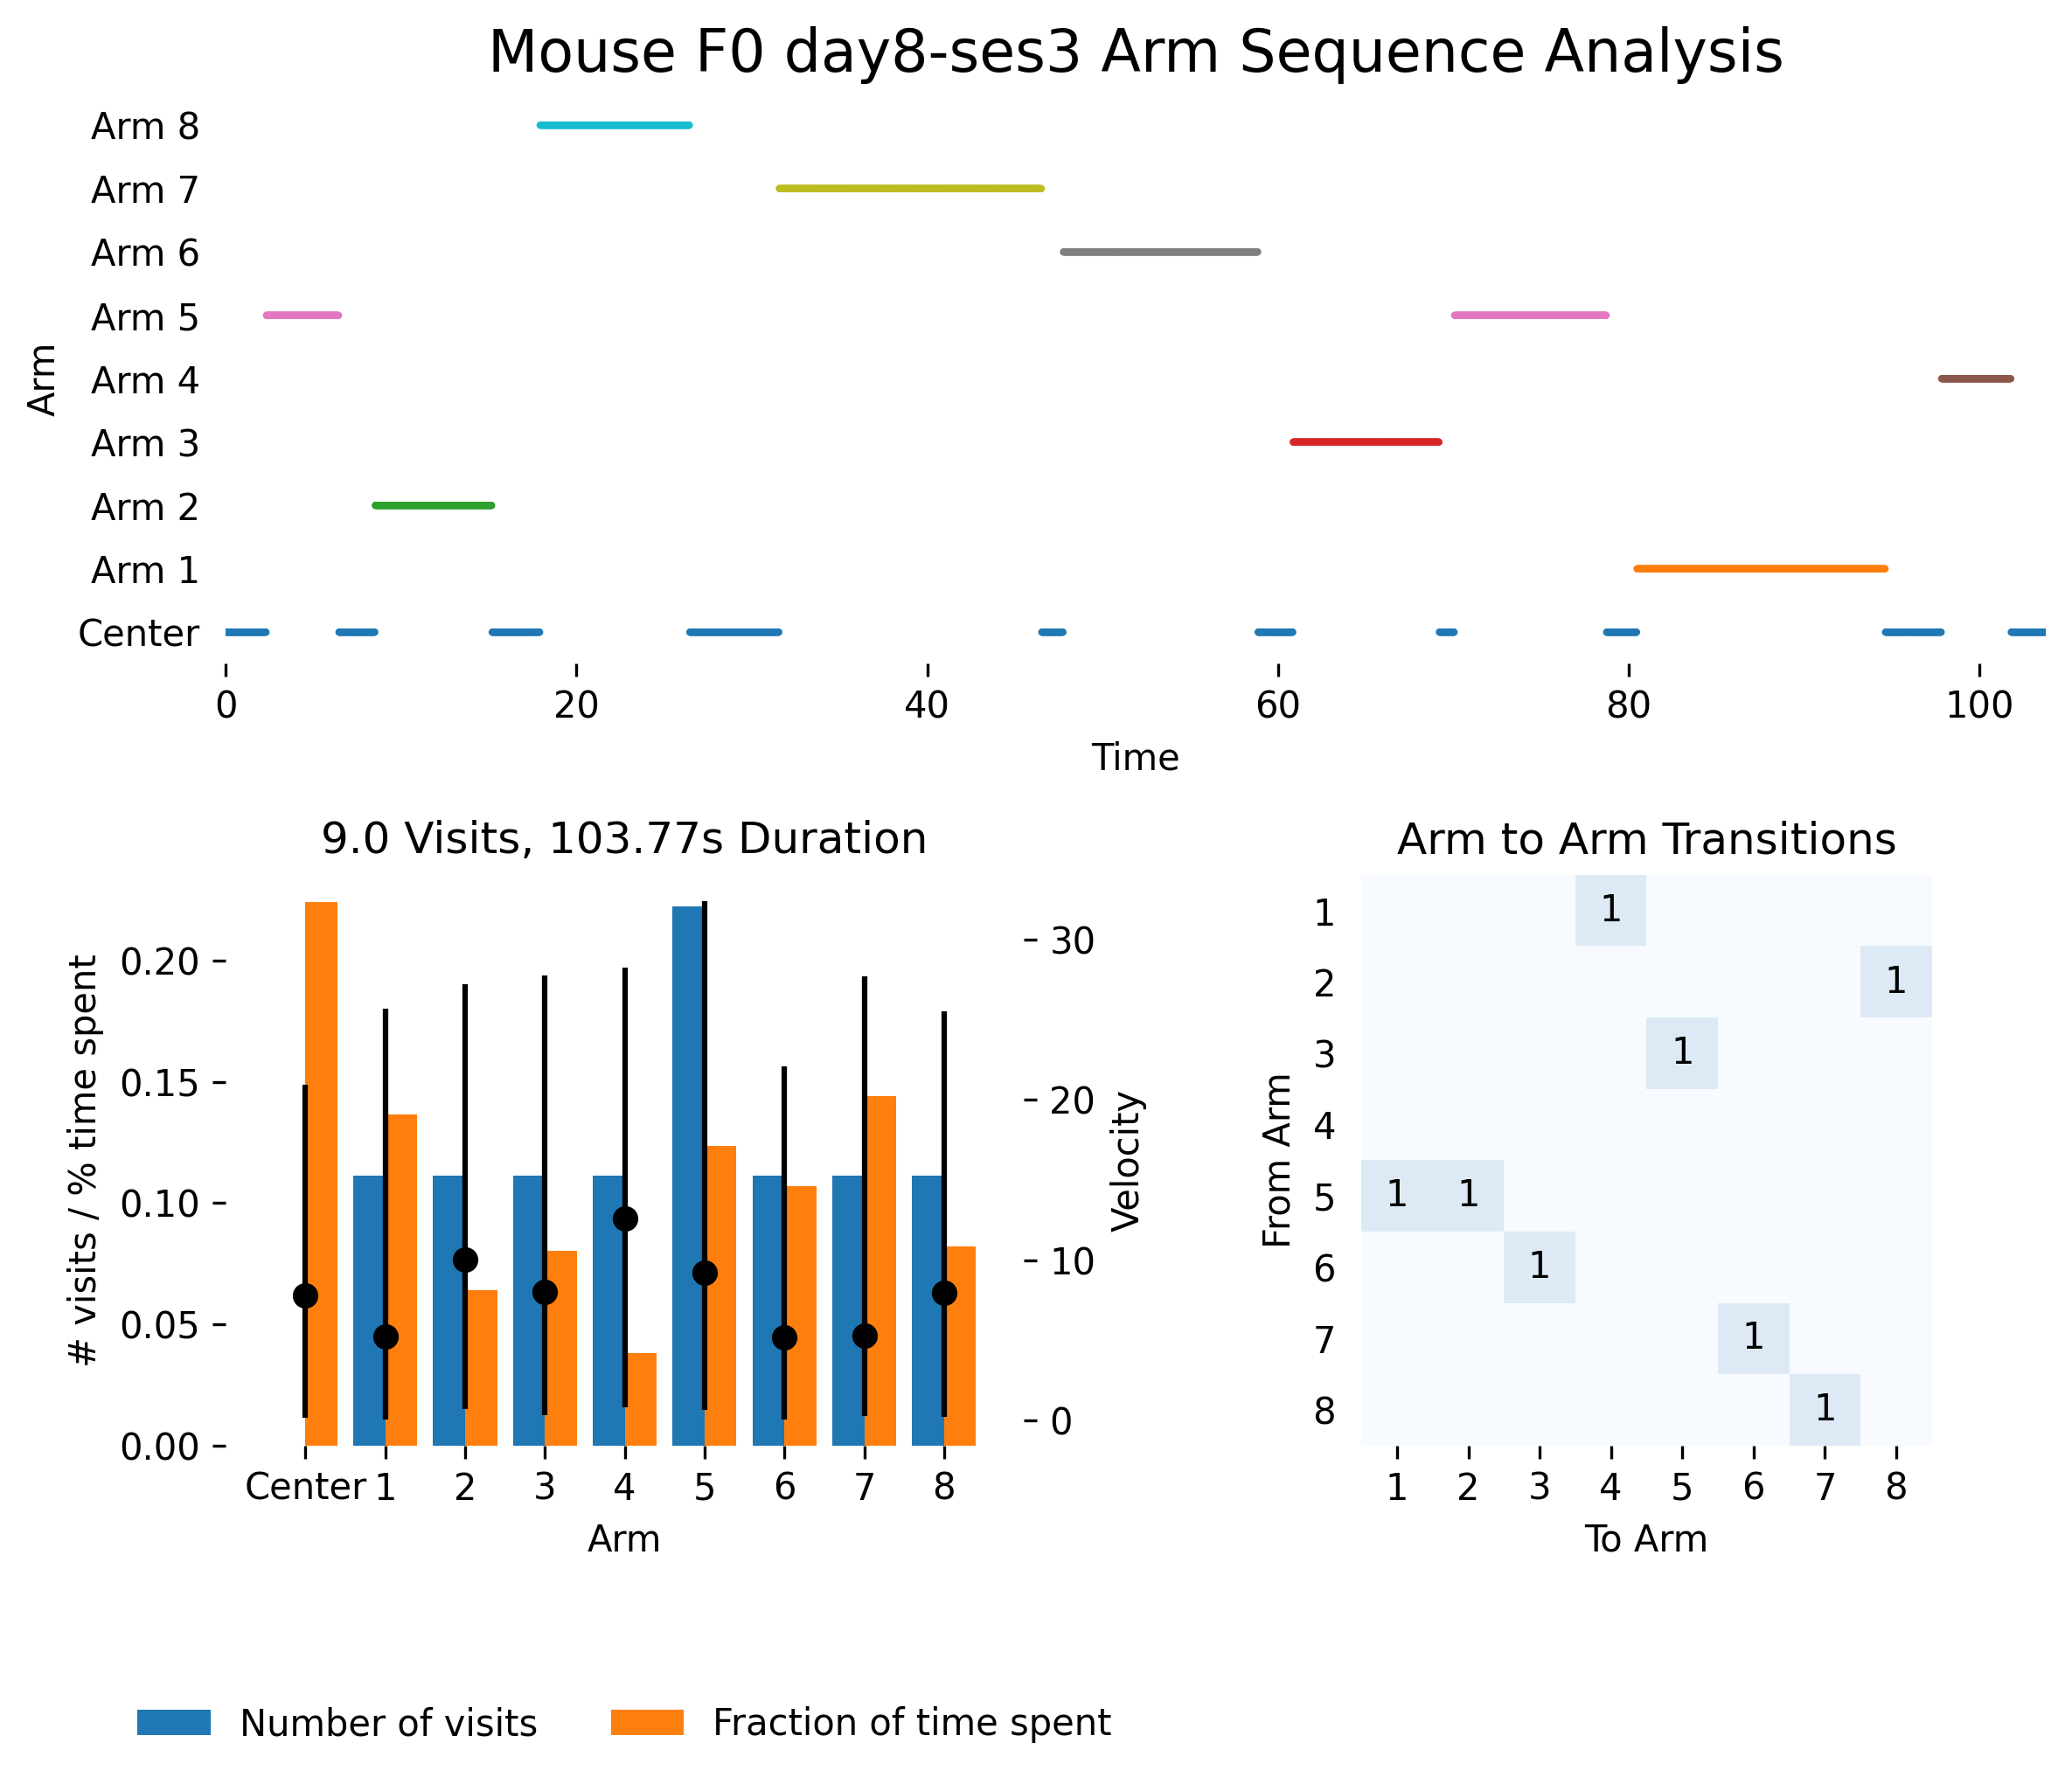 Mouse F0 day8-ses3 Arm Sequence Analysis
Arm 8
Arm 7
Arm 6
Arm 5
Arm 4
Arm 3
Arm 2
Arm 1
Center
Arm
0 20 40 60 80 100
Time
9.0 Visits, 103.77s Duration
# visits / % time spent
0.20
0.15
0.10
0.05
0.00
30
20
10
0
Velocity
Center 1 2 3 4 5 6 7 8
Arm
Arm to Arm Transitions
From Arm
1 1
2 1
3 1
4
5 1 1
6 1
7 1
8 1
1 2 3 4 5 6 7 8
To Arm
Number of visits
Fraction of time spent